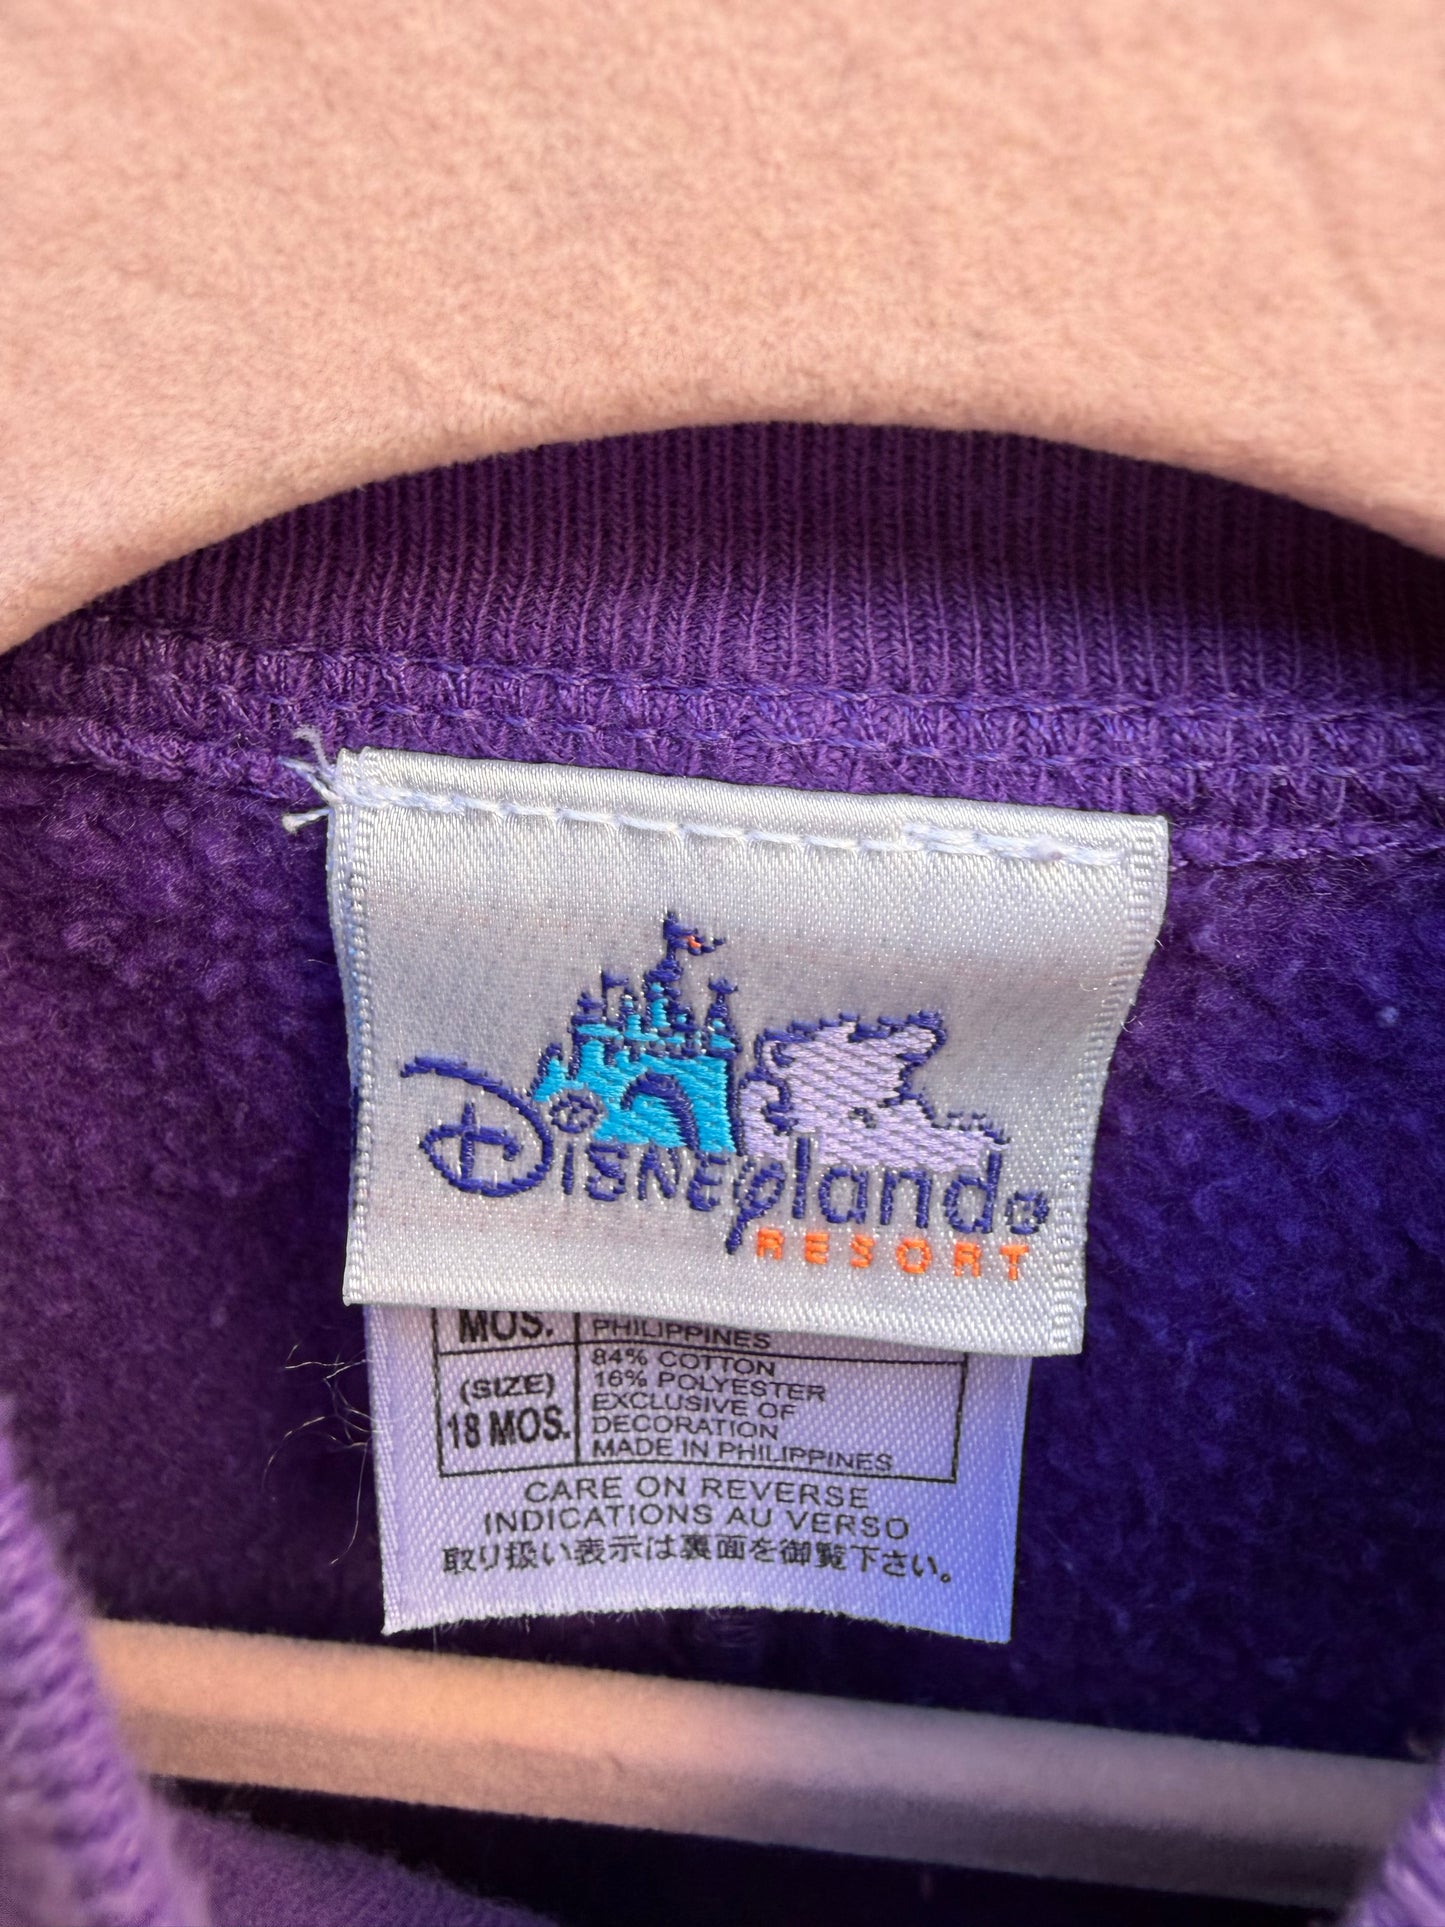 Disneyland
RESORT
MOS.
PHILIPPINES
(SIZE)
18 MOS.
84% COTTON
16% POLYESTER
EXCLUSIVE OF
DECORATION
MADE IN PHILIPPINES
CARE ON REVERSE
INDICATIONS AU VERSO
取り扱い表示は裏面を御覧下さい。